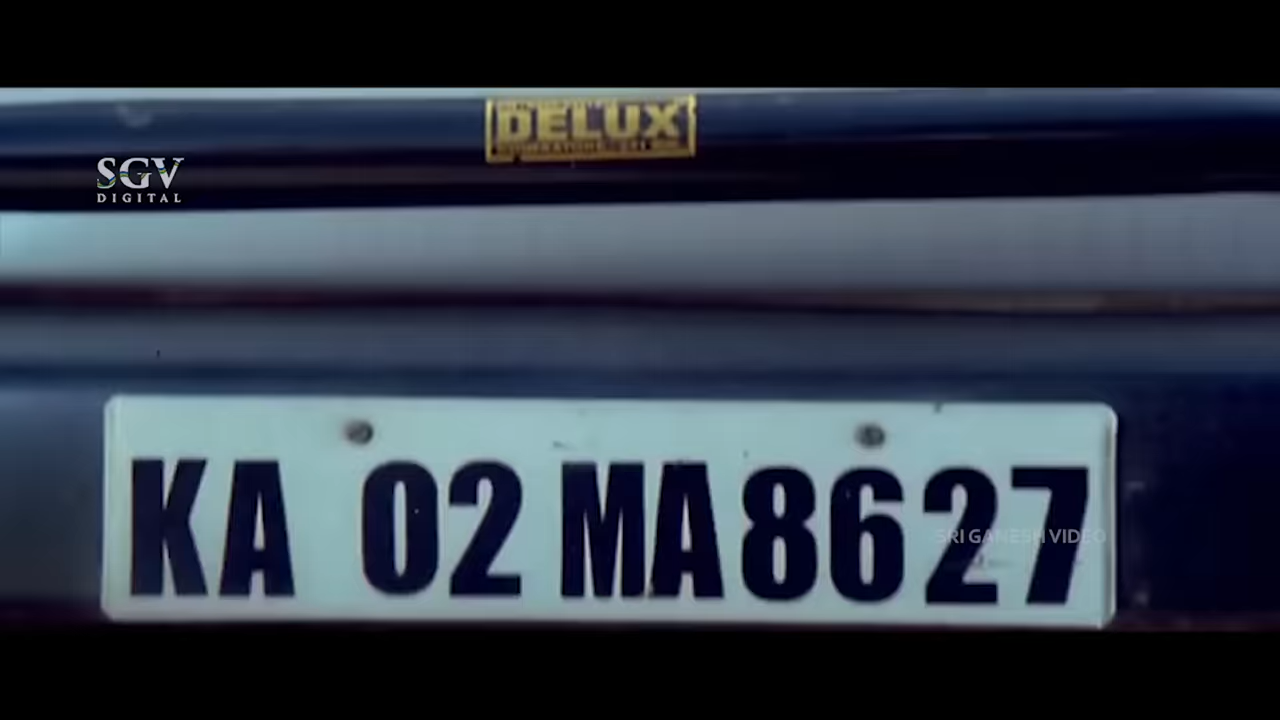 DELUX
SGV
DIGITAL
KA 02 MA 8627
SRI GANESH VIDEO